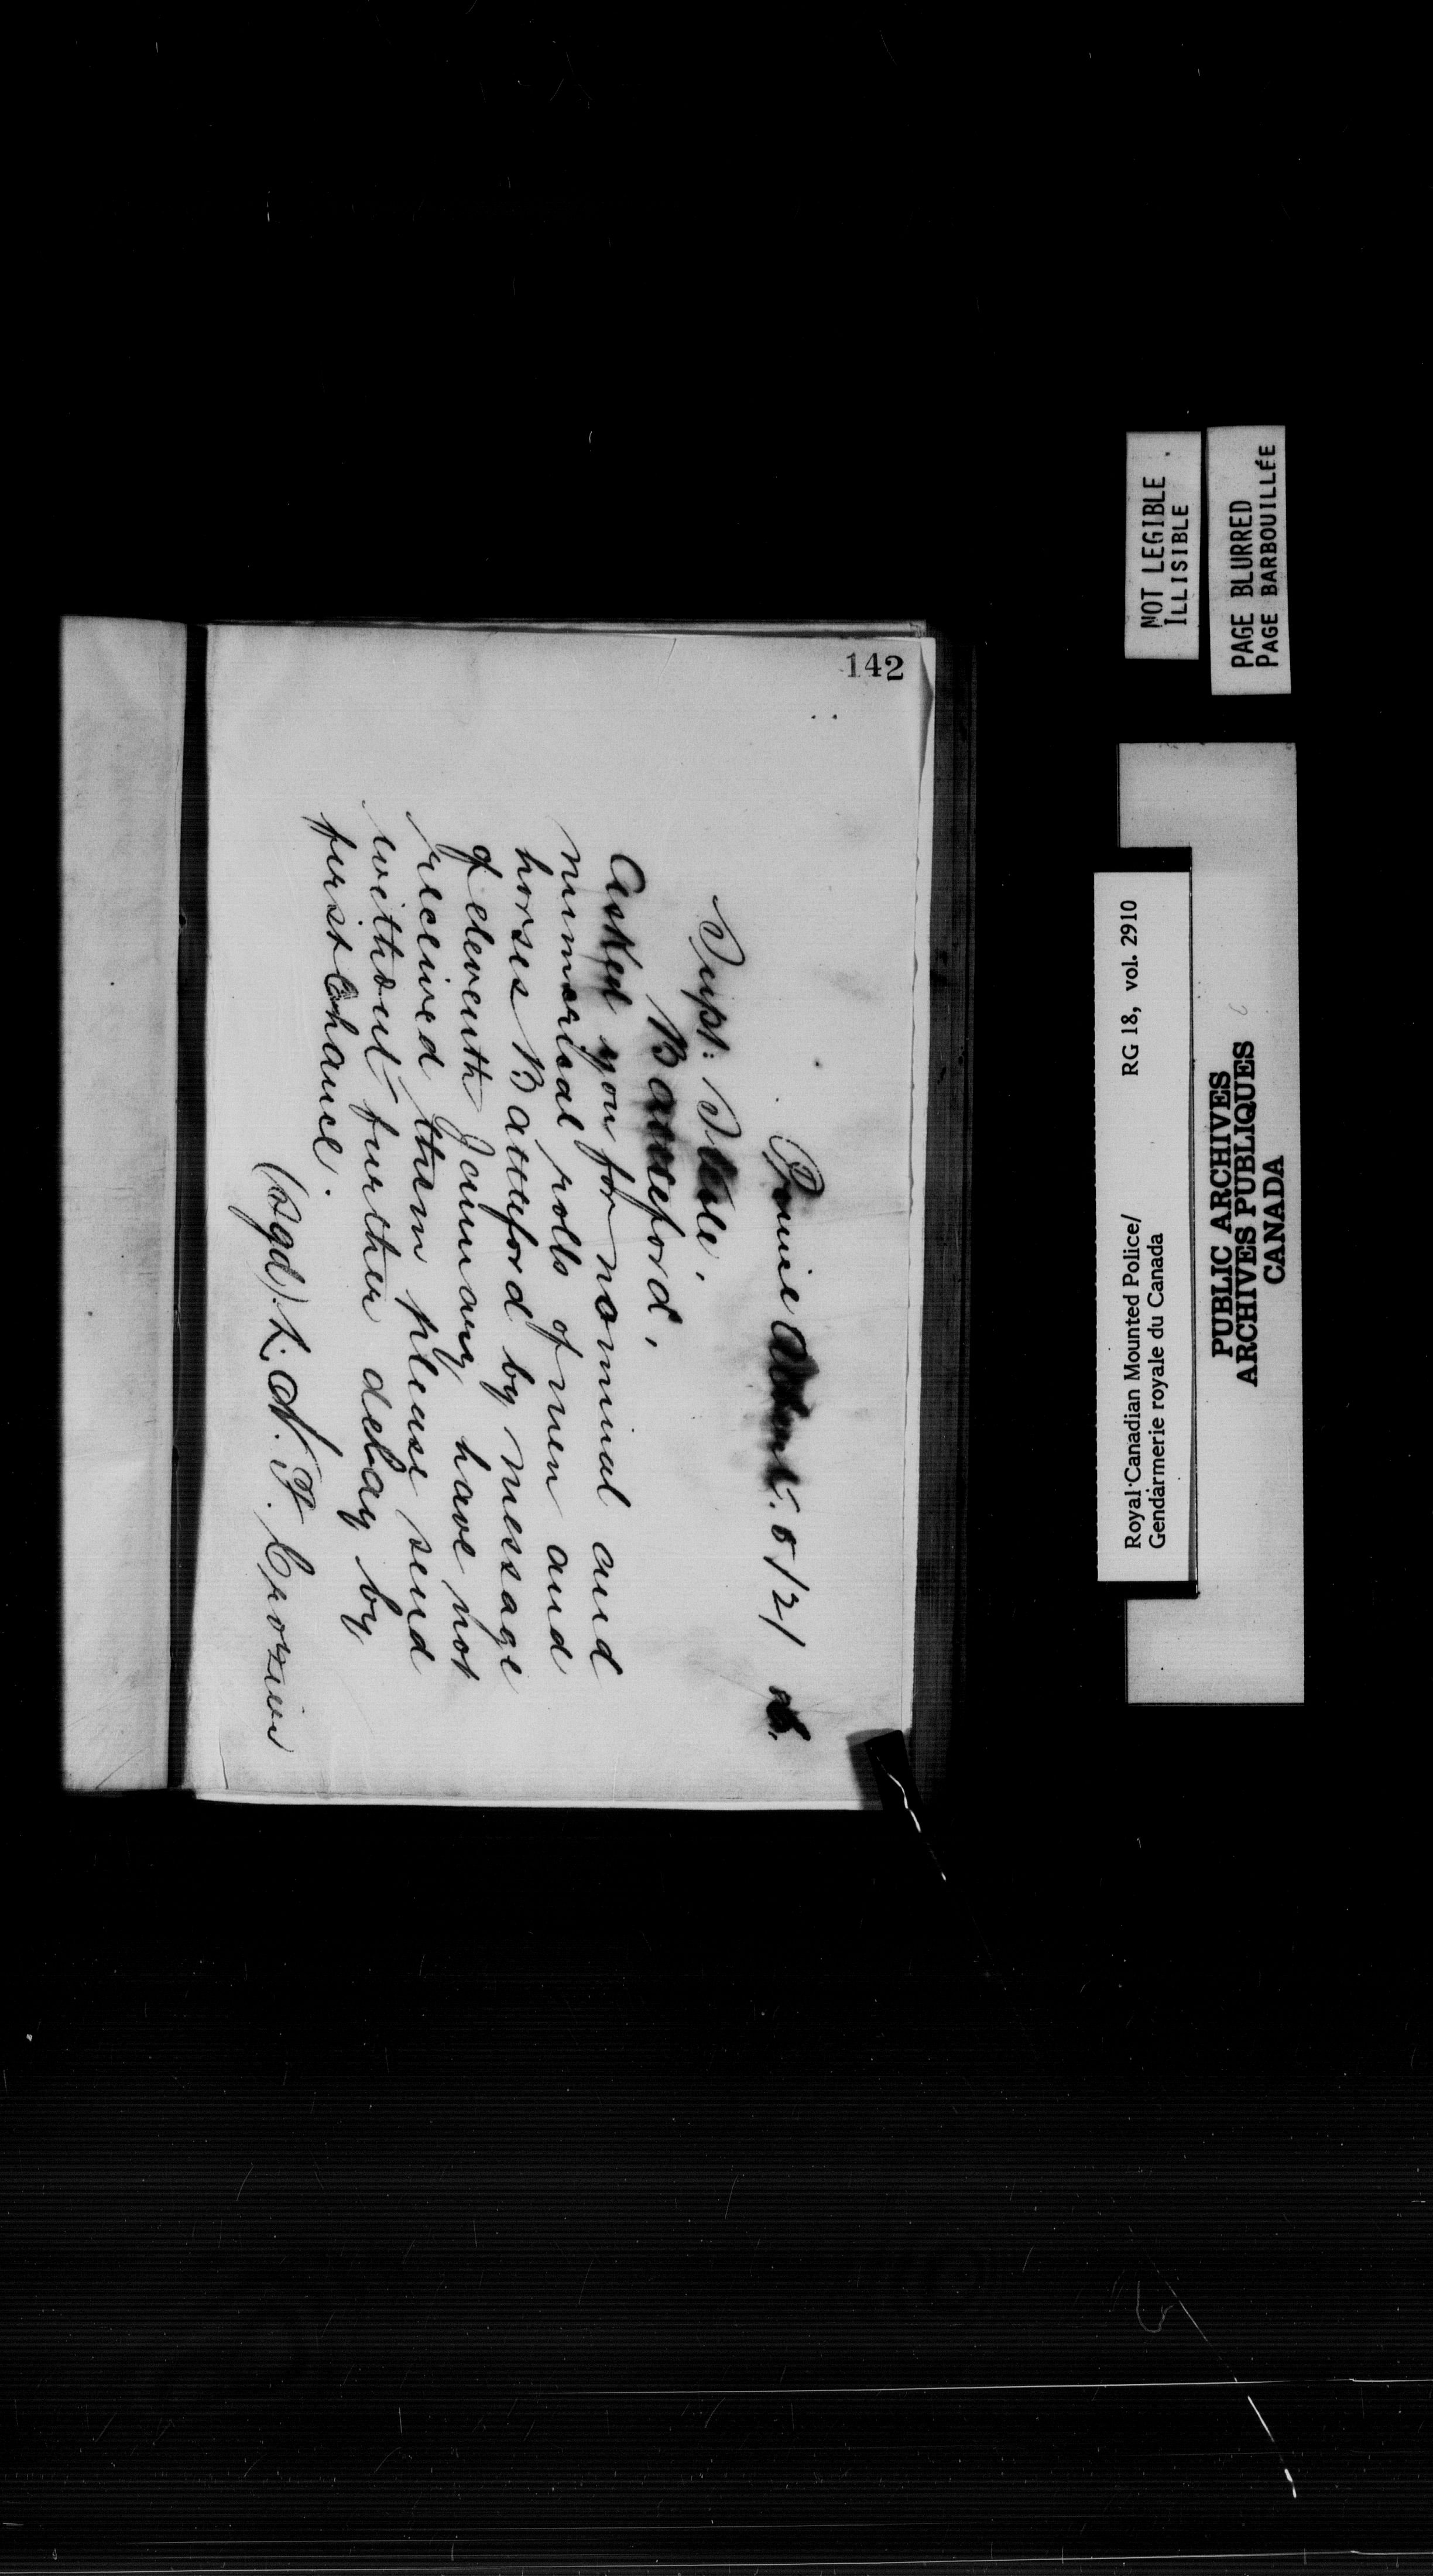 142
Prince Albert. 5/2/85.
Supt: Neale,
Battleford,
Asked you for nominal and
numerical rolls of men and
horses Battleford by message
of eleventh January have not
received them please send
without further delay by
first chance.
(sgd). L. N. F. Crozier
NOT LEGIBLE
ILLISIBLE
PAGE BLURRED
PAGE BARBOUILLÉE
Royal Canadian Mounted Police/
Gendarmerie royale du Canada
RG 18, vol. 2910
PUBLIC ARCHIVES
ARCHIVES PUBLIQUES
CANADA